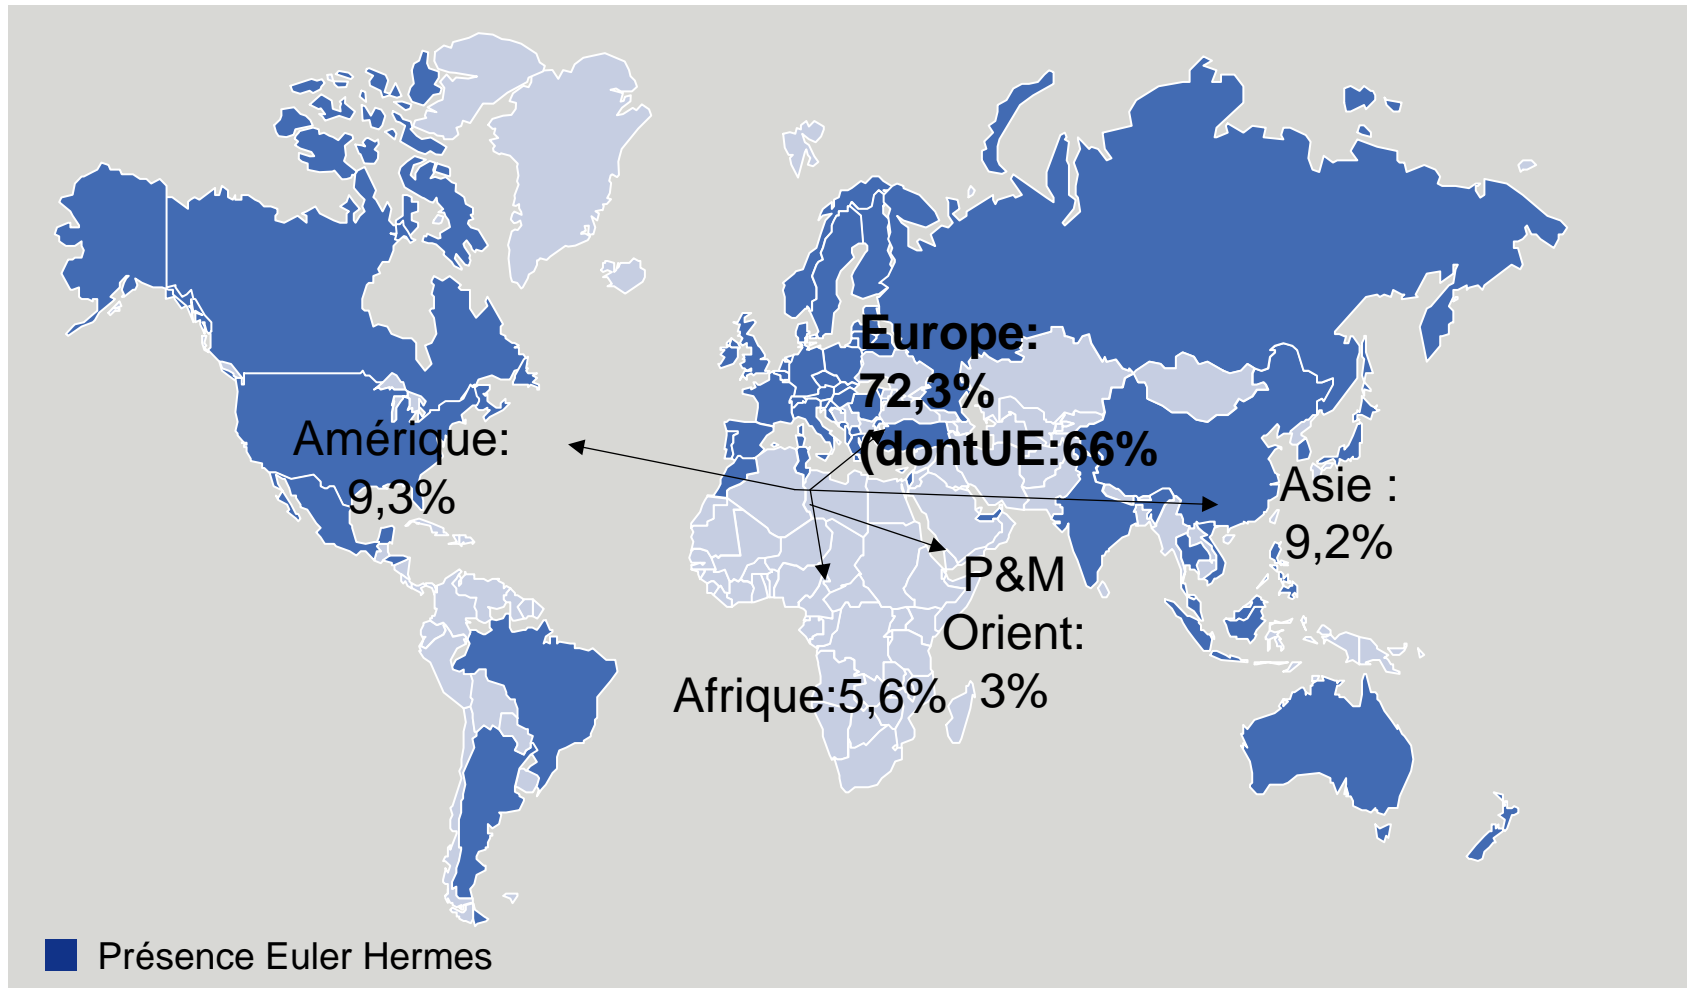 Europe:
72,3%
(dontUE:66%
Amérique:
9,3%
Asie :
9,2%
P&M
Orient:
3%
Afrique:5,6%
Présence Euler Hermes